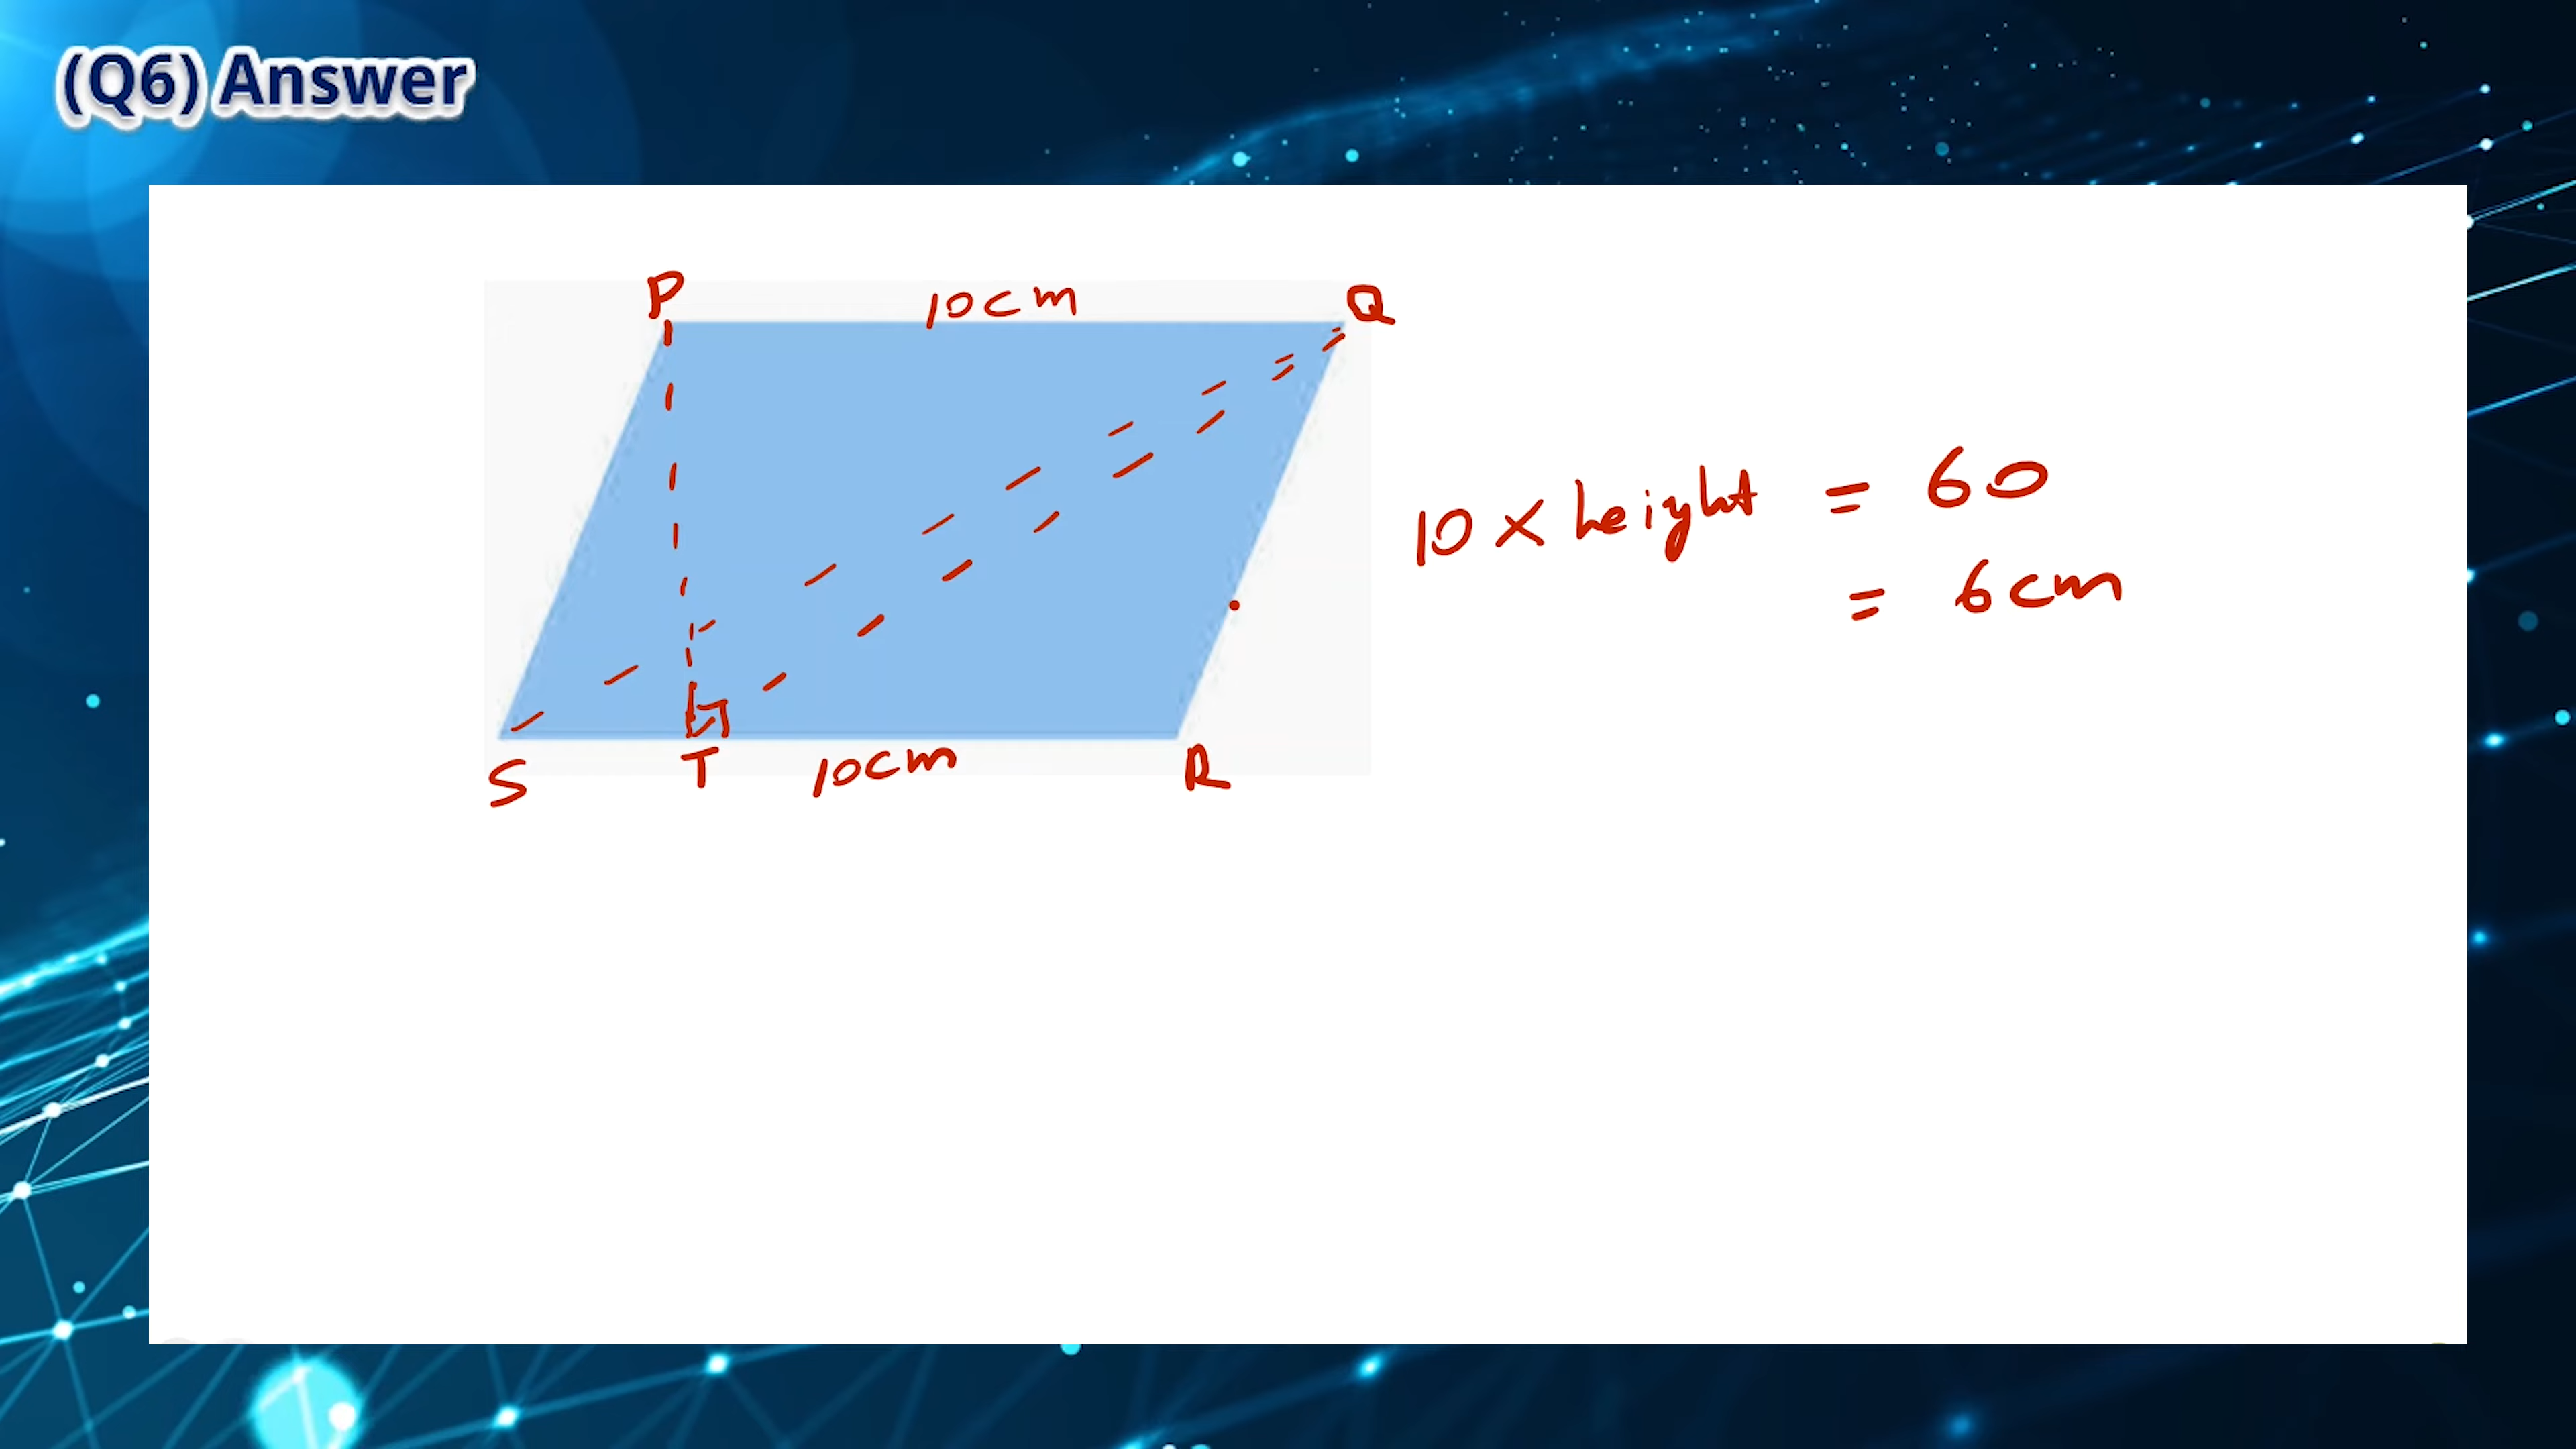 (Q6) Answer
P
10cm
Q
10 × height = 60
= 6cm
S
T
10cm
R